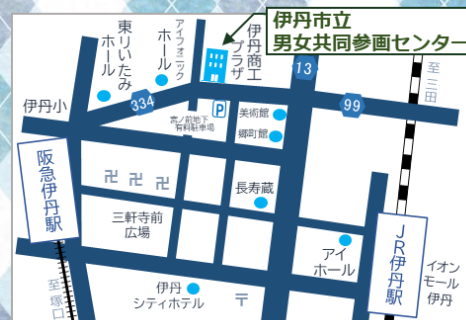 伊丹市立
男女共同参画センター
東リいたみ
ホール
アイフォニック
ホール
伊丹商工
プラザ
13
至三田
伊丹小
334
P
宮ノ前地下
有料駐車場
美術館
郷町館
99
阪急伊丹駅
卍 卍 卍
長寿蔵
三軒寺前
広場
アイ
ホール
JR伊丹駅
イオン
モール
伊丹
至塚口
伊丹
シティホテル
〒